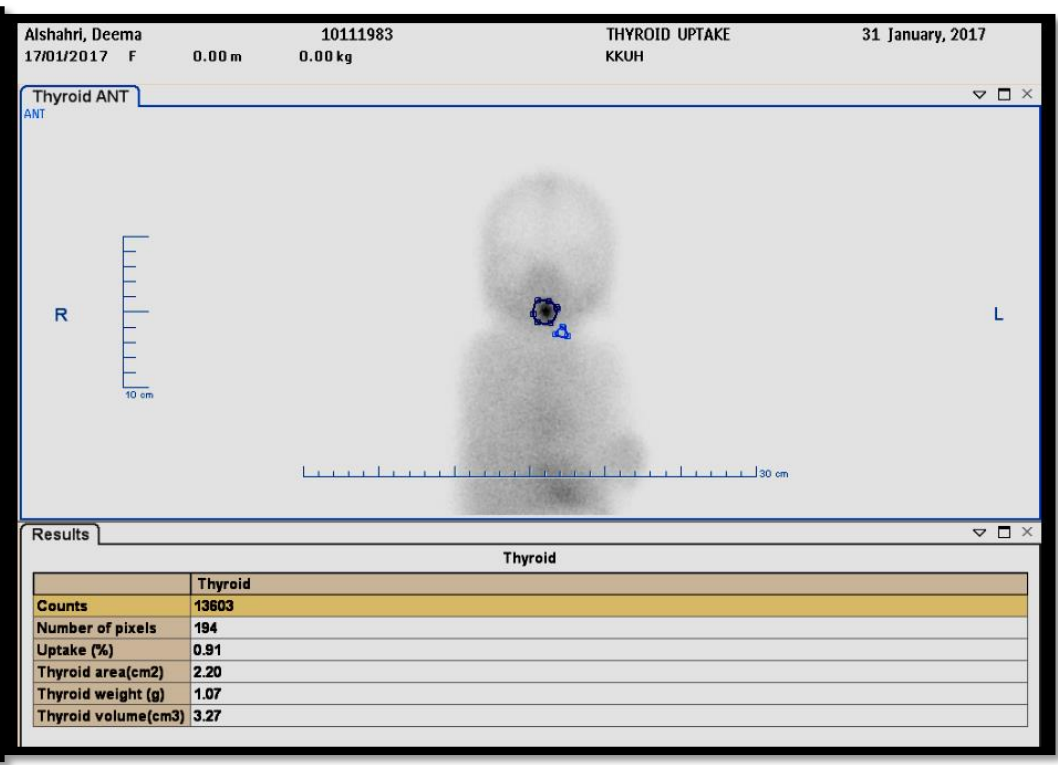 Alshahri, Deema 10111983 THYROID UPTAKE 31 January, 2017
17/01/2017 F 0.00 m 0.00 kg KKUH
Thyroid ANT
ANT
R
L
10 cm
30 cm
Results
Thyroid
Thyroid
Counts 13603
Number of pixels 194
Uptake (%) 0.91
Thyroid area(cm2) 2.20
Thyroid weight (g) 1.07
Thyroid volume(cm3) 3.27